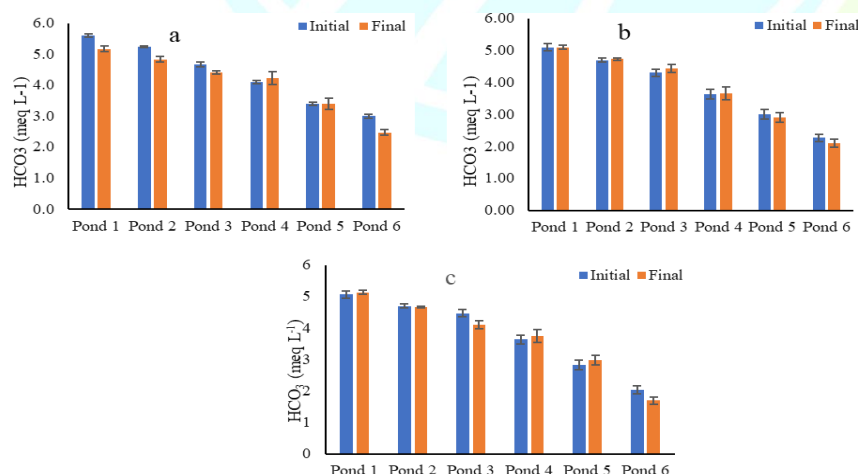 a
Initial Final
HCO3 (meq L-1)
6.0
5.0
4.0
3.0
2.0
1.0
0.0
Pond 1 Pond 2 Pond 3 Pond 4 Pond 5 Pond 6
b
Initial Final
HCO3 (meq L-1)
6.00
5.00
4.00
3.00
2.00
1.00
0.00
Pond 1 Pond 2 Pond 3 Pond 4 Pond 5 Pond 6
c
Initial Final
HCO₃ (meq L⁻¹)
6
5
4
3
2
1
0
Pond 1 Pond 2 Pond 3 Pond 4 Pond 5 Pond 6